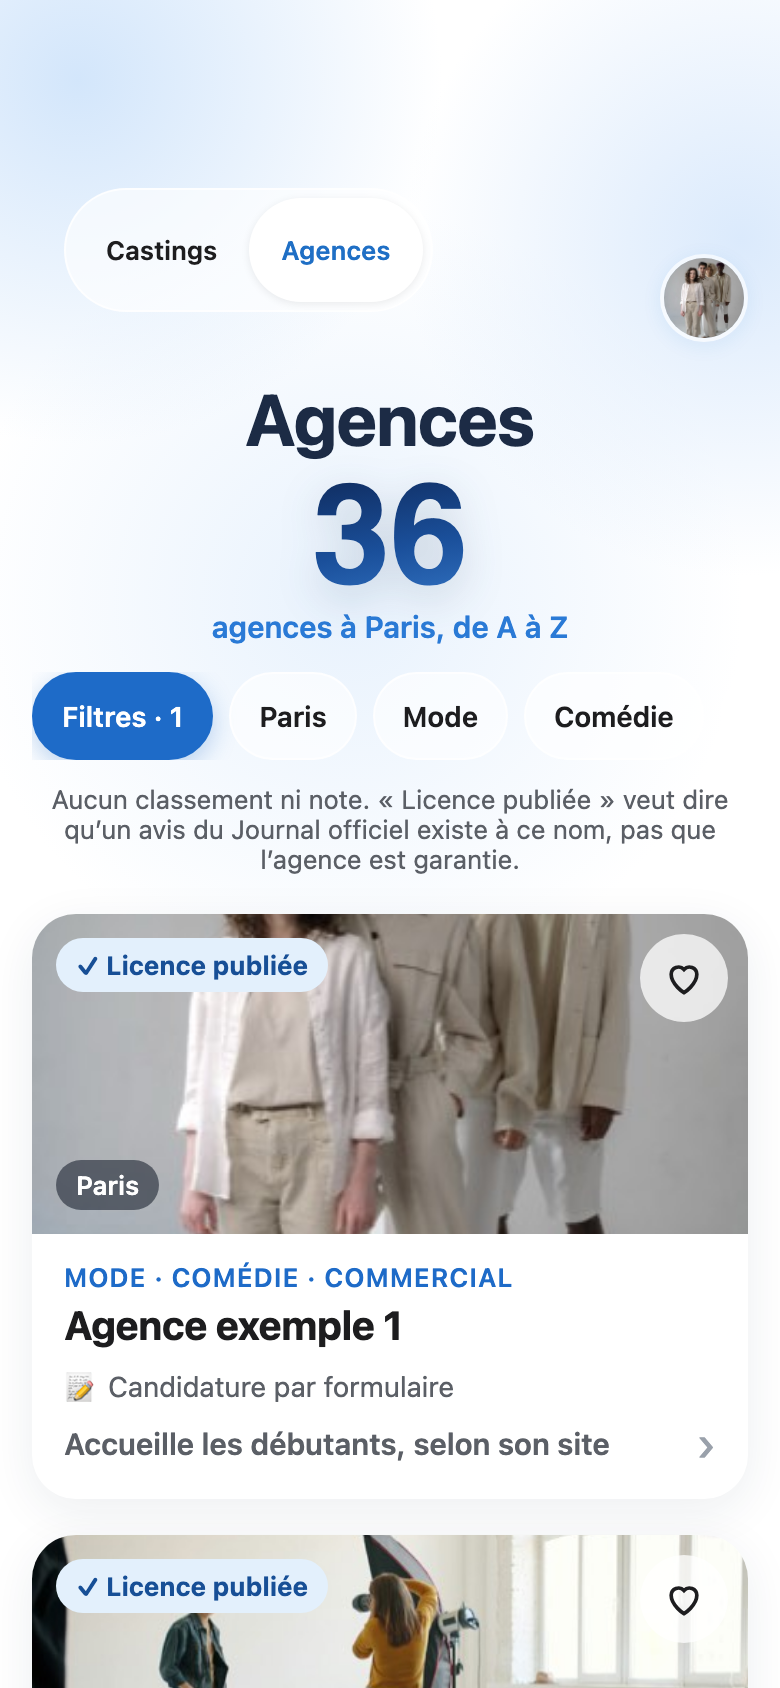 Castings
Agences
Agences
36
agences à Paris, de A à Z
Filtres · 1
Paris
Mode
Comédie
Aucun classement ni note. « Licence publiée » veut dire
qu’un avis du Journal officiel existe à ce nom, pas que
l’agence est garantie.
✓ Licence publiée
Paris
MODE · COMÉDIE · COMMERCIAL
Agence exemple 1
📝 Candidature par formulaire
Accueille les débutants, selon son site
✓ Licence publiée